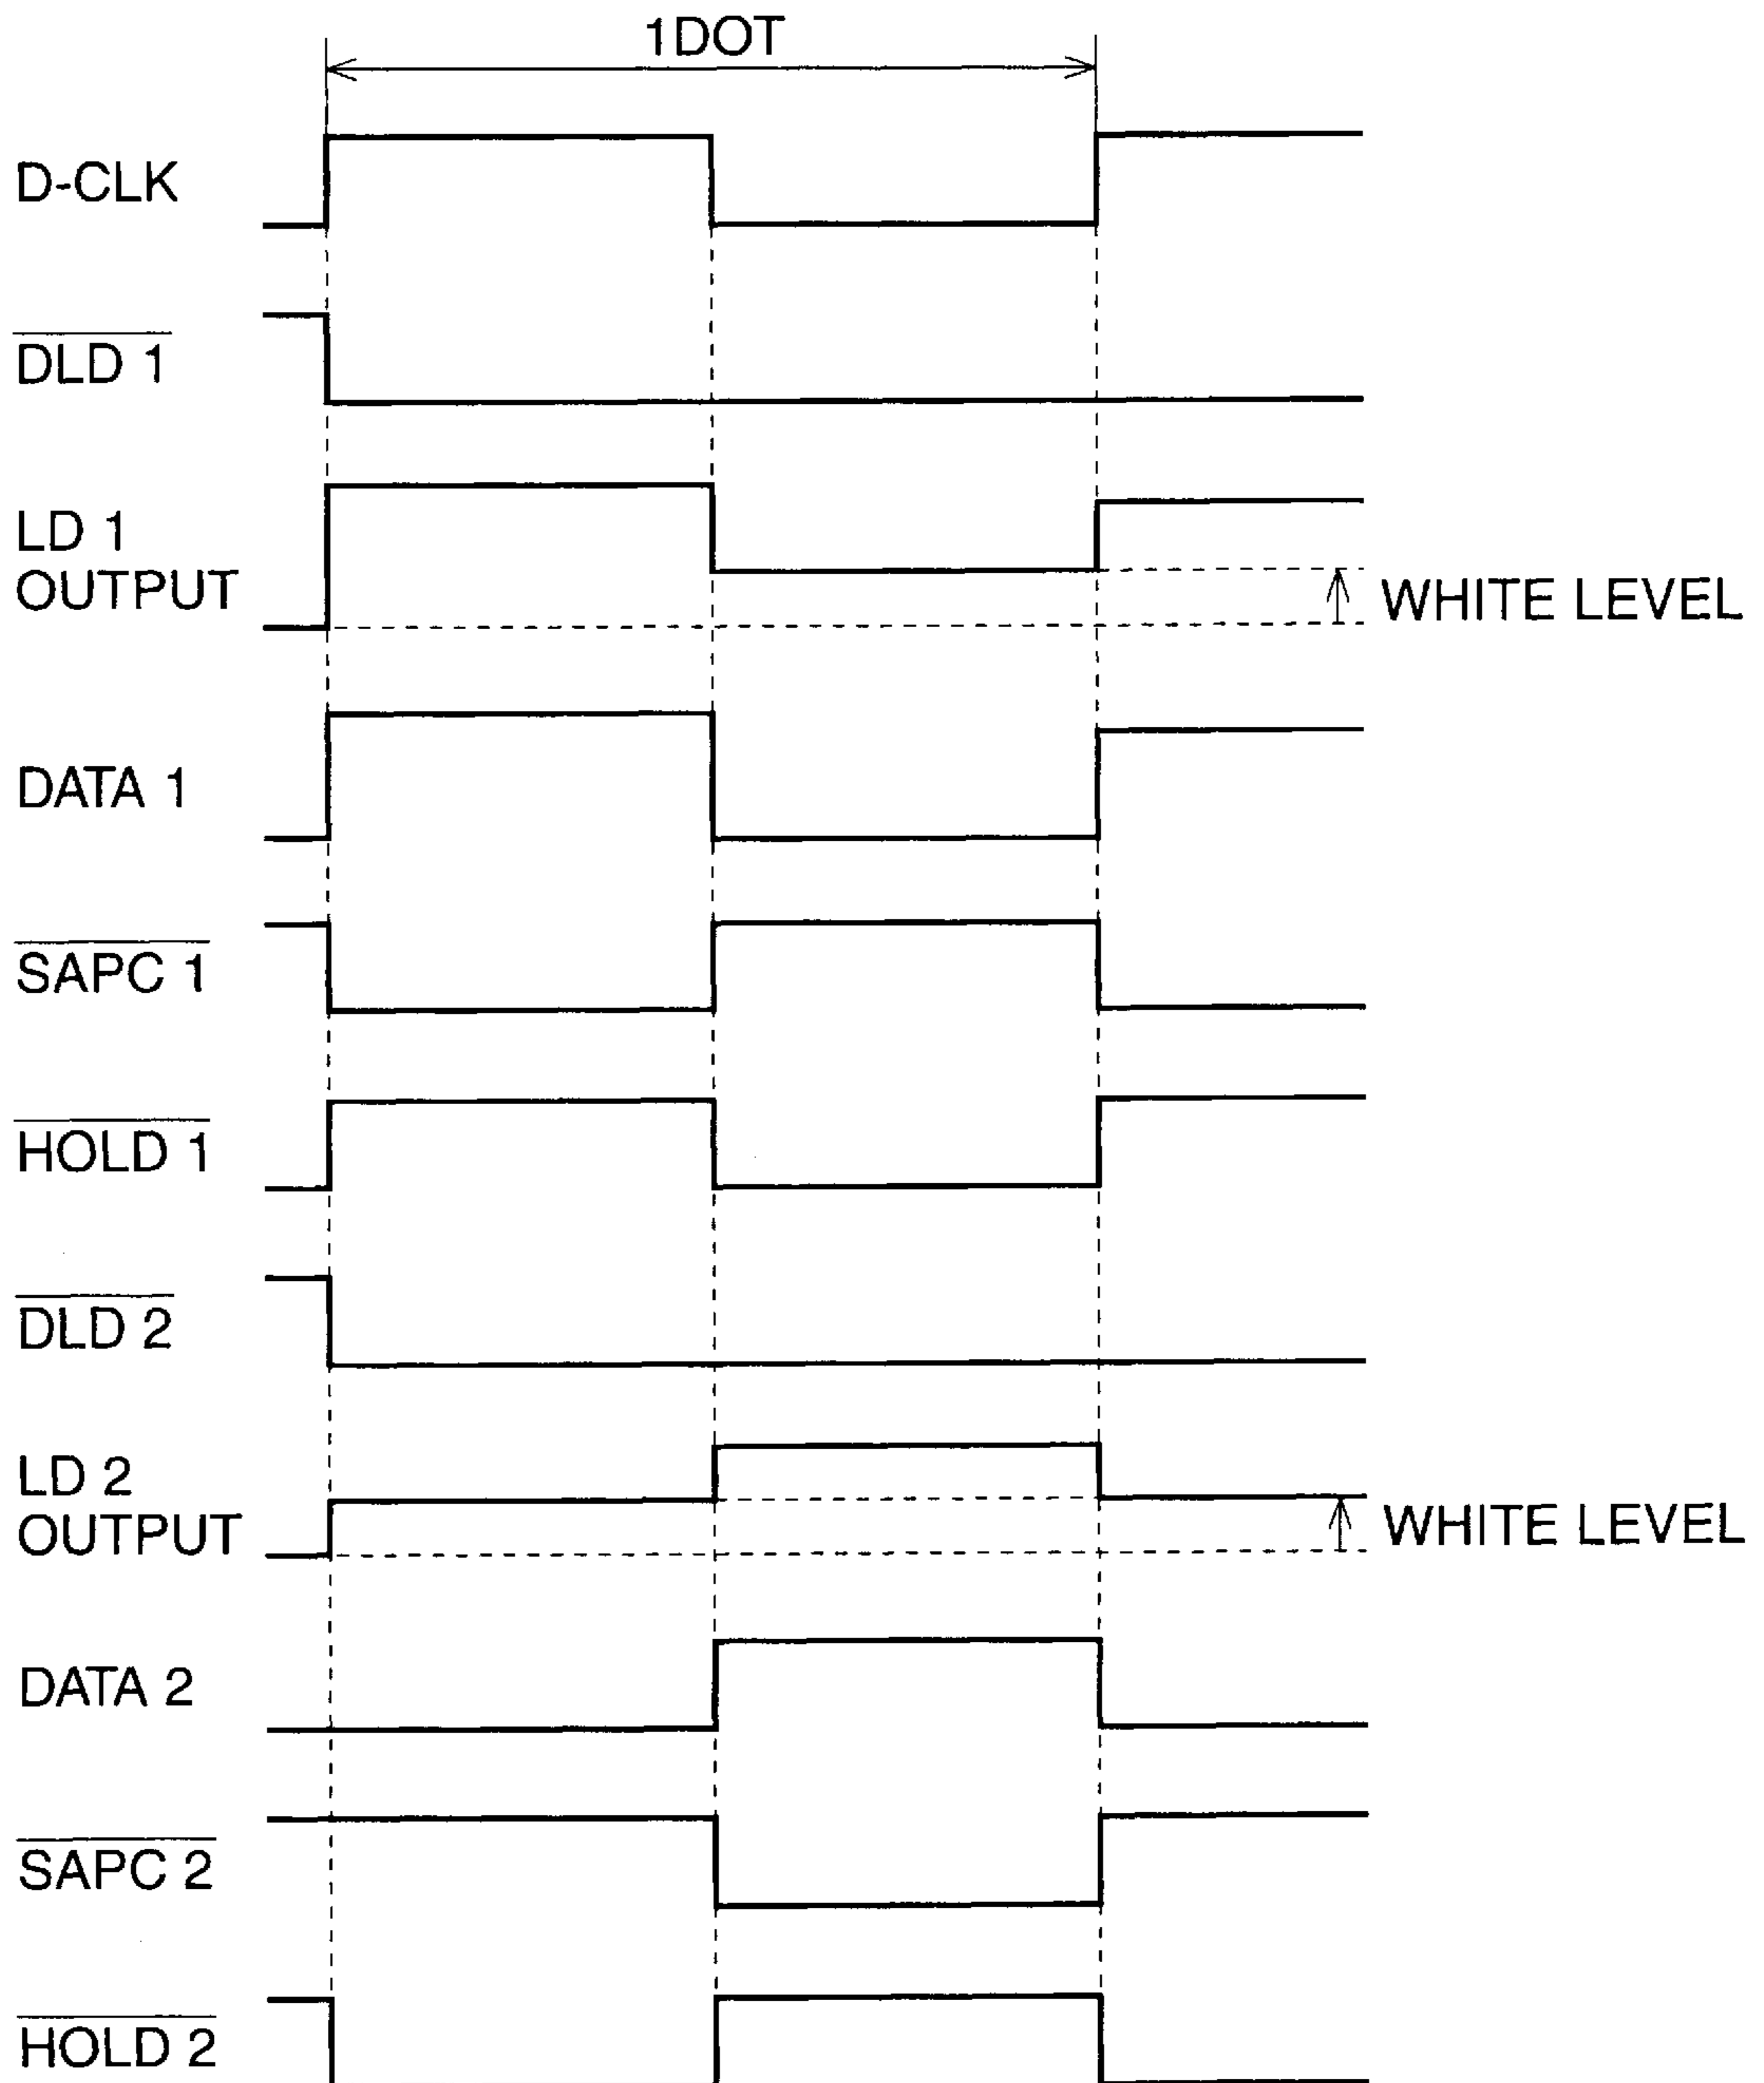 1DOT
D-CLK
DLD 1
LD 1
OUTPUT
WHITE LEVEL
DATA 1
SAPC 1
HOLD 1
DLD 2
LD 2
OUTPUT
WHITE LEVEL
DATA 2
SAPC 2
HOLD 2